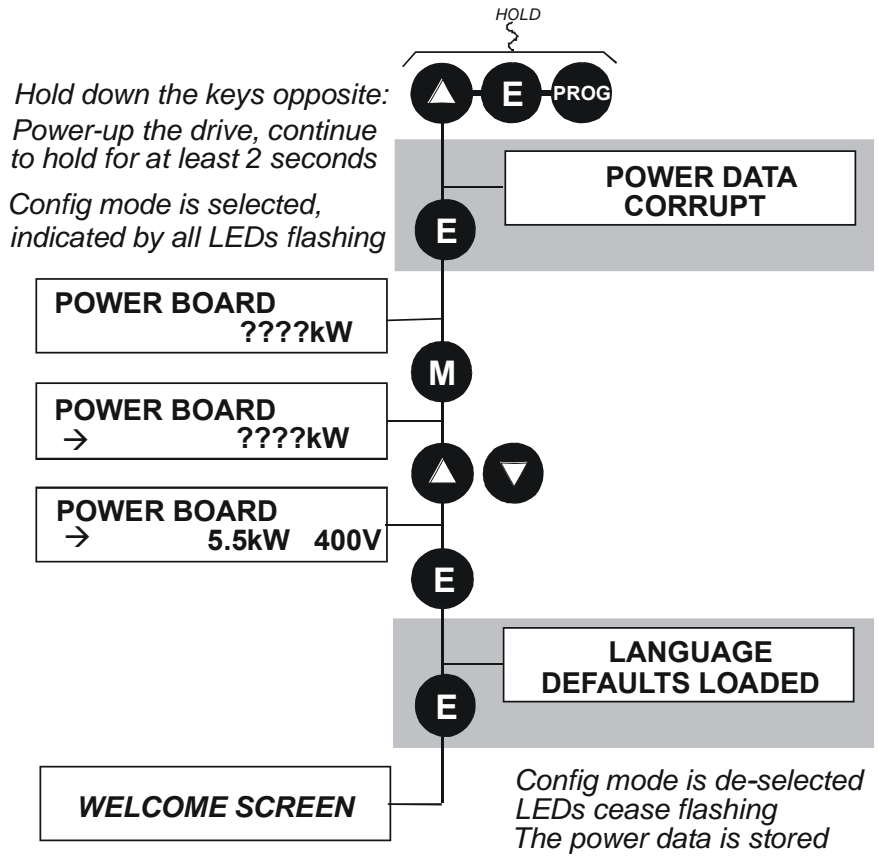 HOLD
E PROG
Hold down the keys opposite:
Power-up the drive, continue
to hold for at least 2 seconds
Config mode is selected,
indicated by all LEDs flashing
POWER DATA
CORRUPT
E
POWER BOARD
????kW
M
POWER BOARD
→ ????kW
POWER BOARD
→ 5.5kW 400V
E
LANGUAGE
DEFAULTS LOADED
E
WELCOME SCREEN
Config mode is de-selected
LEDs cease flashing
The power data is stored